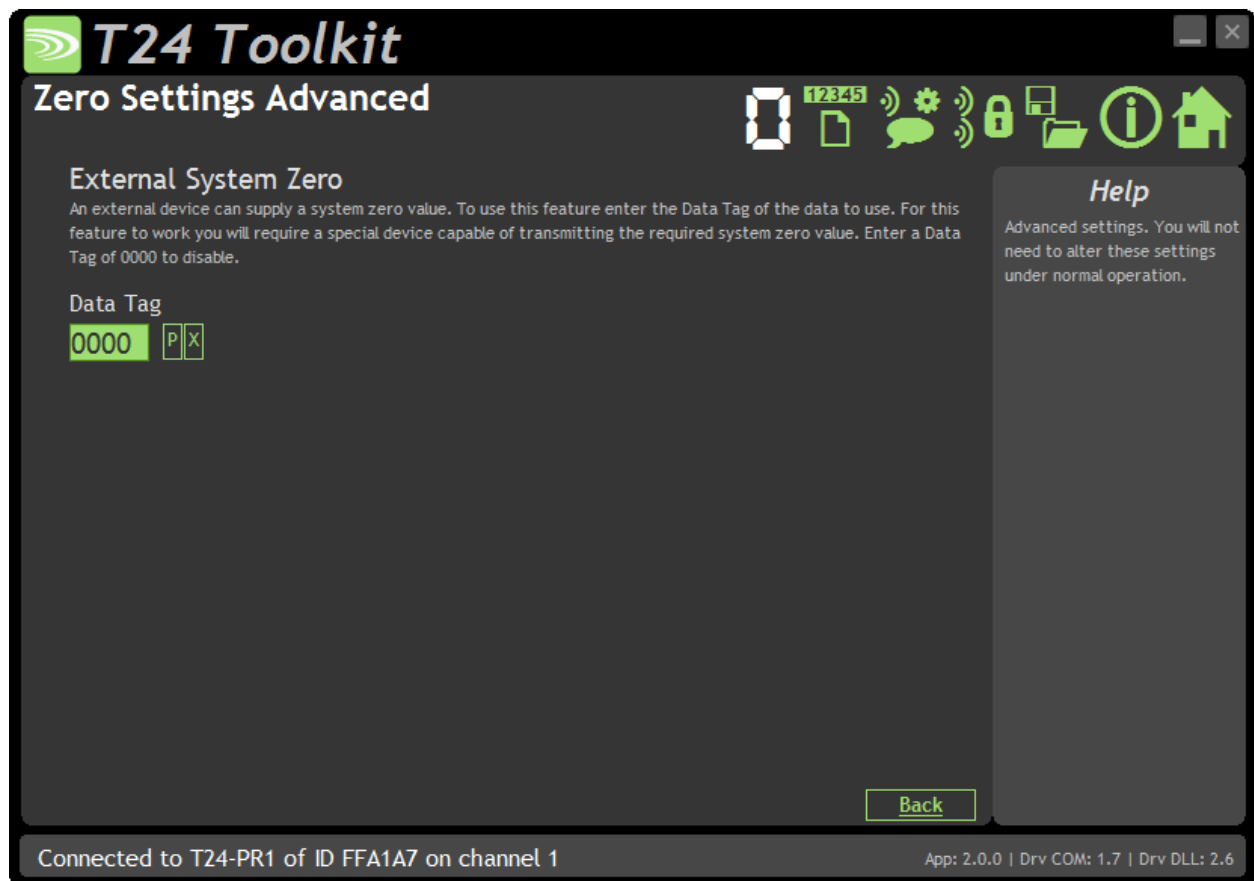 T24 Toolkit
Zero Settings Advanced
0
12345
External System Zero
An external device can supply a system zero value. To use this feature enter the Data Tag of the data to use. For this
feature to work you will require a special device capable of transmitting the required system zero value. Enter a Data
Tag of 0000 to disable.
Data Tag
0000 P X
Back
Help
Advanced settings. You will not
need to alter these settings
under normal operation.
Connected to T24-PR1 of ID FFA1A7 on channel 1
App: 2.0.0 | Drv COM: 1.7 | Drv DLL: 2.6